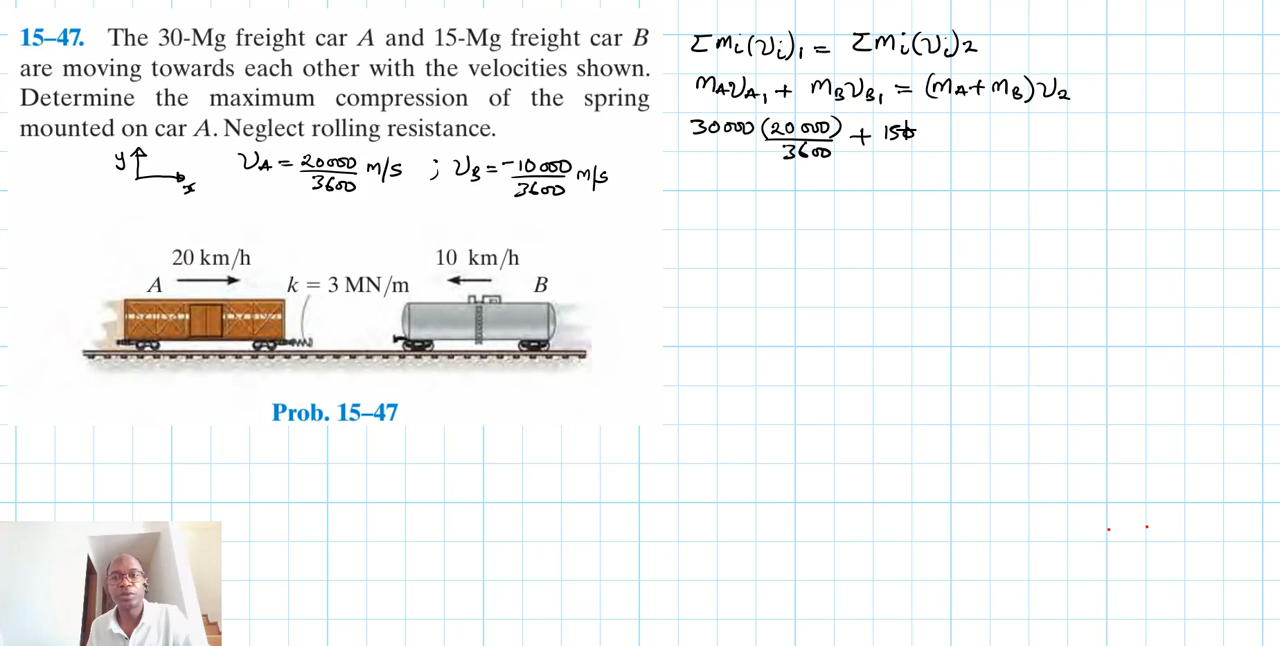 15–47. The 30-Mg freight car A and 15-Mg freight car B
are moving towards each other with the velocities shown.
Determine the maximum compression of the spring
mounted on car A. Neglect rolling resistance.
y x
V_A = 20000/3600 m/s ; V_B = -10000/3600 m/s
20 km/h
10 km/h
A
k = 3 MN/m
B
Prob. 15–47
Σmi(vi)1 = Σmi(vi)2
mAvA1 + mBvB1 = (mA+mB)v2
30000 (20000)/3600 + 15